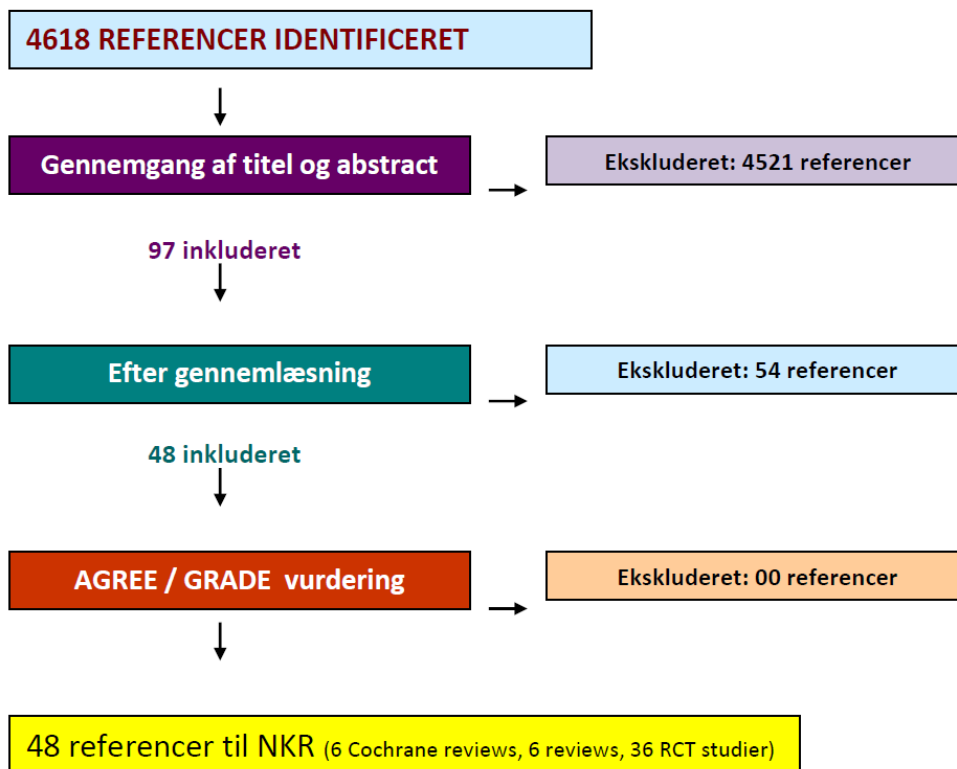 4618 REFERENCER IDENTIFICERET
Gennemgang af titel og abstract
Ekskluderet: 4521 referencer
97 inkluderet
Efter gennemlæsning
Ekskluderet: 54 referencer
48 inkluderet
AGREE / GRADE vurdering
Ekskluderet: 00 referencer
48 referencer til NKR (6 Cochrane reviews, 6 reviews, 36 RCT studier)